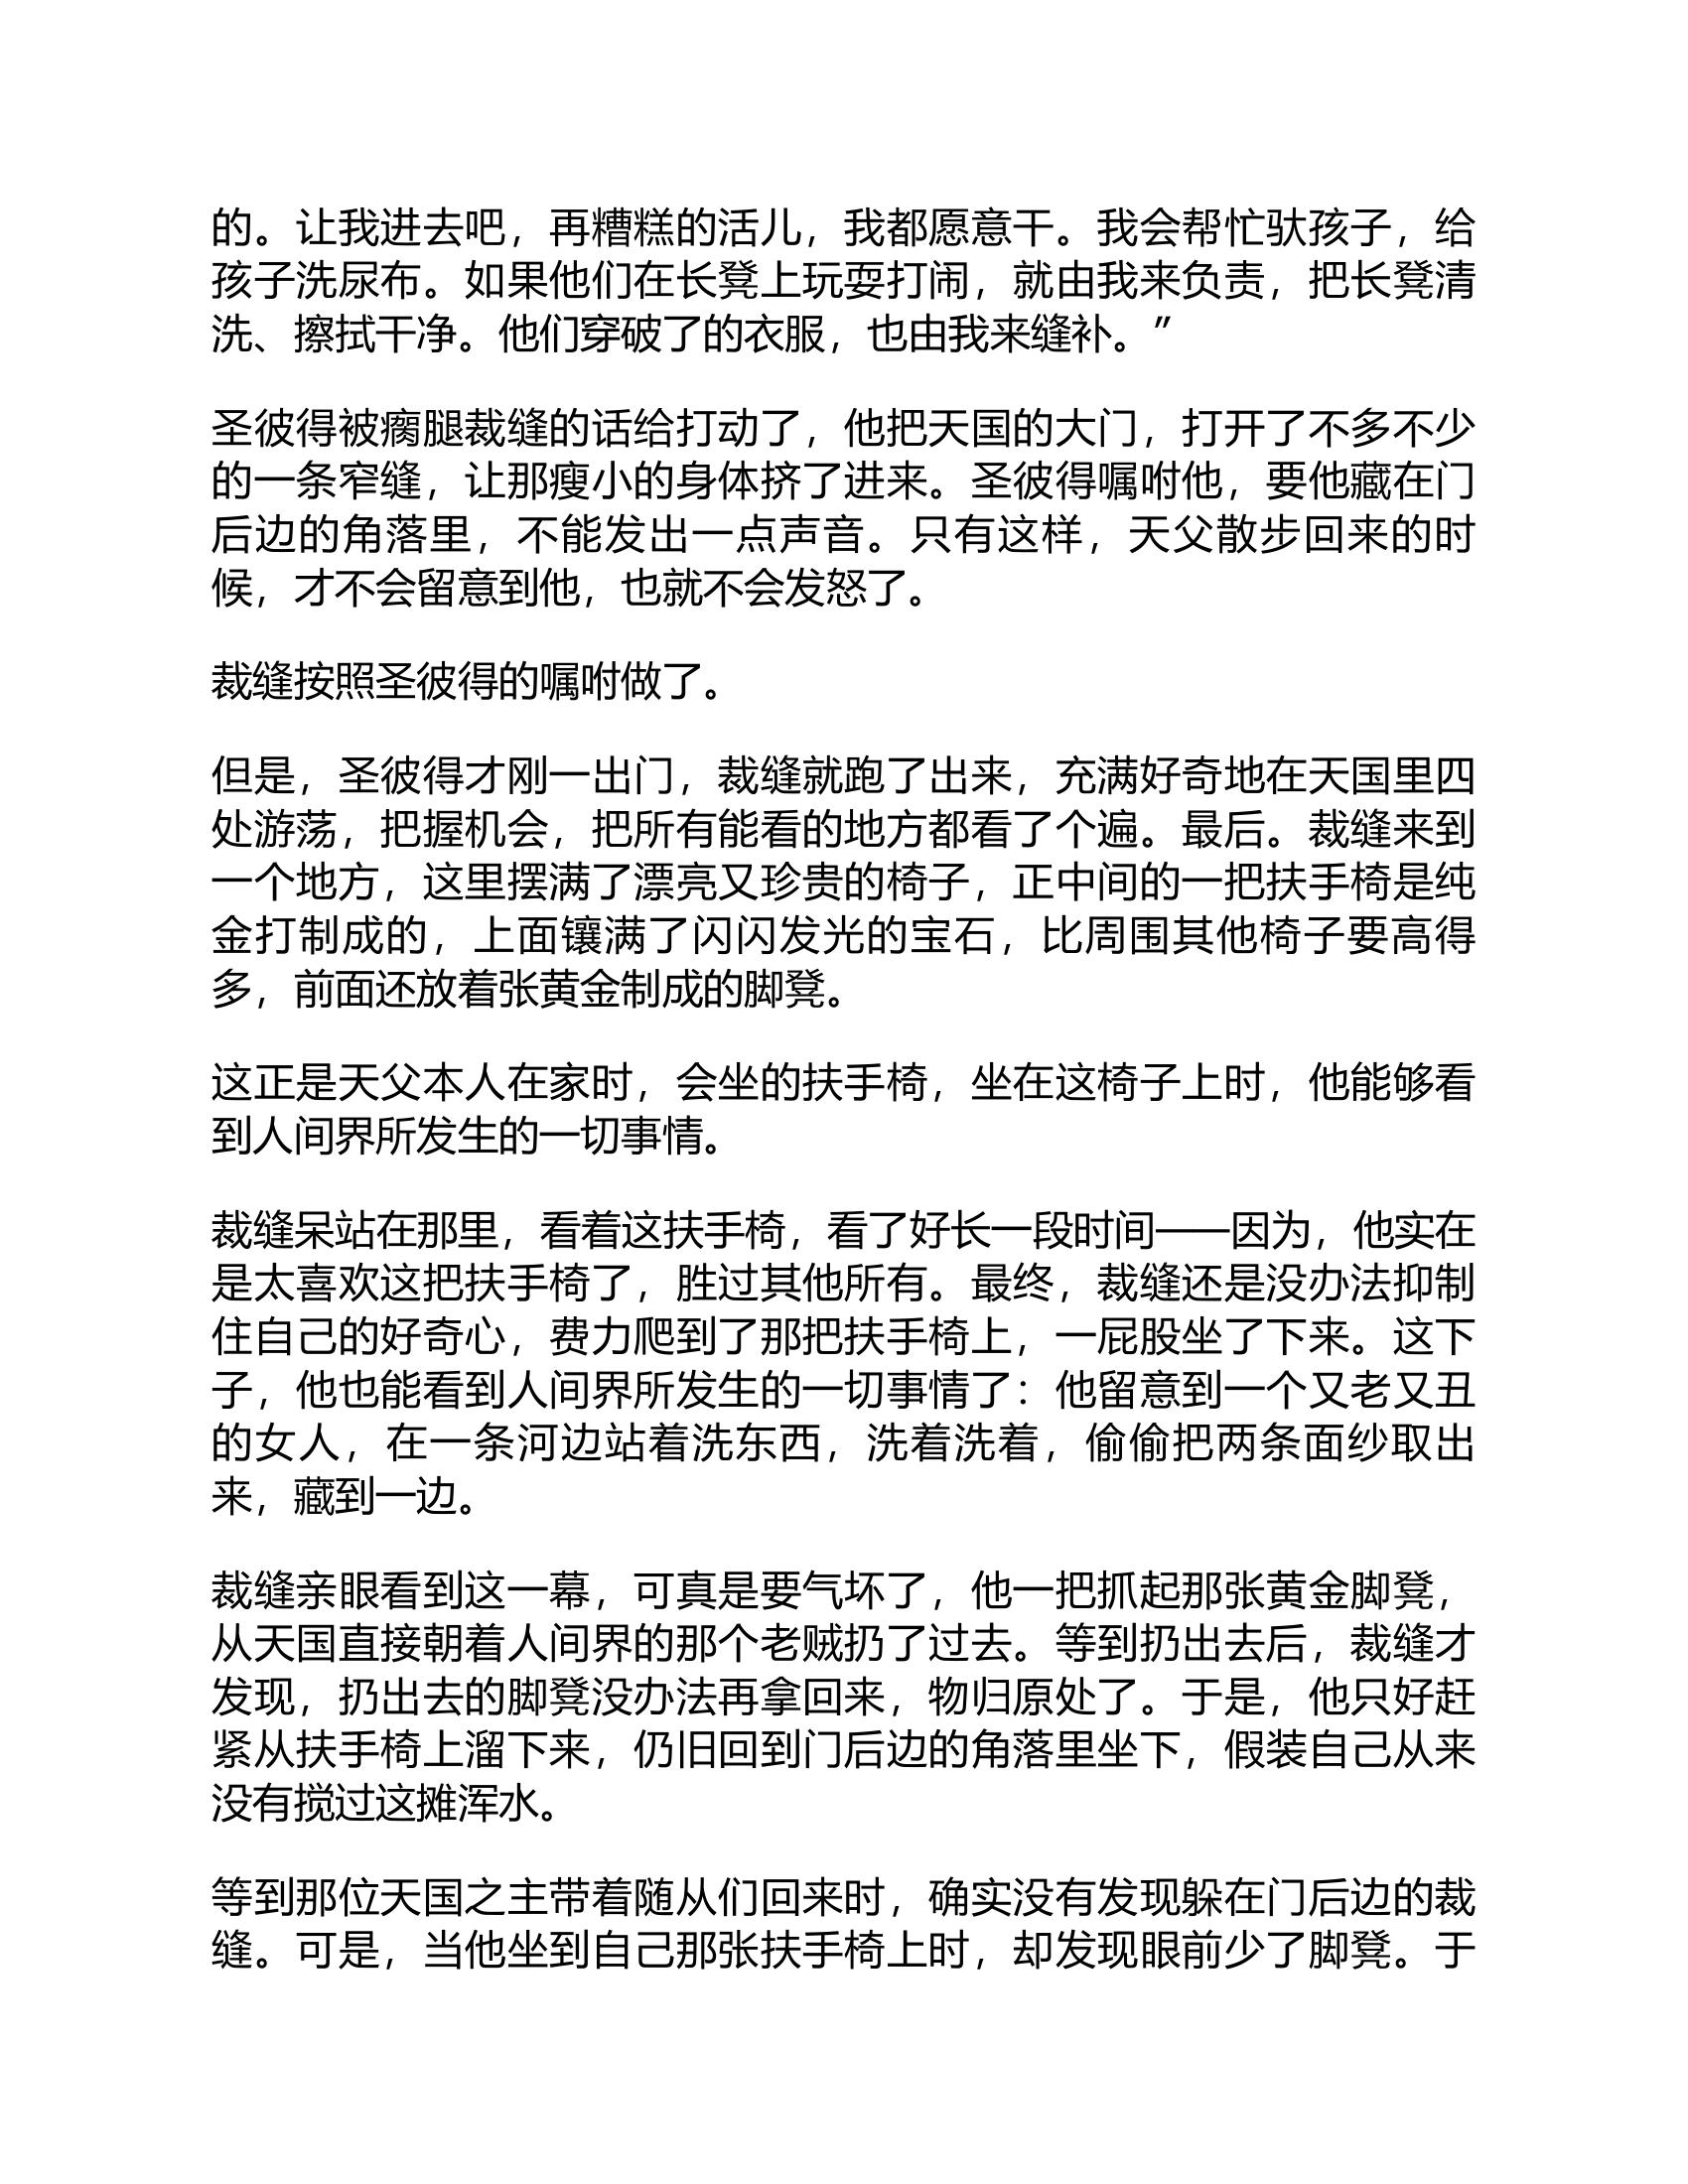 的。让我进去吧，再糟糕的活儿，我都愿意干。我会帮忙驮孩子，给
孩子洗尿布。如果他们在长凳上玩耍打闹，就由我来负责，把长凳清
洗、擦拭干净。他们穿破了的衣服，也由我来缝补。”
圣彼得被瘸腿裁缝的话给打动了，他把天国的大门，打开了不多不少
的一条窄缝，让那瘦小的身体挤了进来。圣彼得嘱咐他，要他藏在门
后边的角落里，不能发出一点声音。只有这样，天父散步回来的时
候，才不会留意到他，也就不会发怒了。
裁缝按照圣彼得的嘱咐做了。
但是，圣彼得才刚一出门，裁缝就跑了出来，充满好奇地在天国里四
处游荡，把握机会，把所有能看的地方都看了个遍。最后。裁缝来到
一个地方，这里摆满了漂亮又珍贵的椅子，正中间的一把扶手椅是纯
金打制成的，上面镶满了闪闪发光的宝石，比周围其他椅子要高得
多，前面还放着张黄金制成的脚凳。
这正是天父本人在家时，会坐的扶手椅，坐在这椅子上时，他能够看
到人间界所发生的一切事情。
裁缝呆站在那里，看着这扶手椅，看了好长一段时间——因为，他实在
是太喜欢这把扶手椅了，胜过其他所有。最终，裁缝还是没办法抑制
住自己的好奇心，费力爬到了那把扶手椅上，一屁股坐了下来。这下
子，他也能看到人间界所发生的一切事情了：他留意到一个又老又丑
的女人，在一条河边站着洗东西，洗着洗着，偷偷把两条面纱取出
来，藏到一边。
裁缝亲眼看到这一幕，可真是要气坏了，他一把抓起那张黄金脚凳，
从天国直接朝着人间界的那个老贼扔了过去。等到扔出去后，裁缝才
发现，扔出去的脚凳没办法再拿回来，物归原处了。于是，他只好赶
紧从扶手椅上溜下来，仍旧回到门后边的角落里坐下，假装自己从来
没有搅过这摊浑水。
等到那位天国之主带着随从们回来时，确实没有发现躲在门后边的裁
缝。可是，当他坐到自己那张扶手椅上时，却发现眼前少了脚凳。于